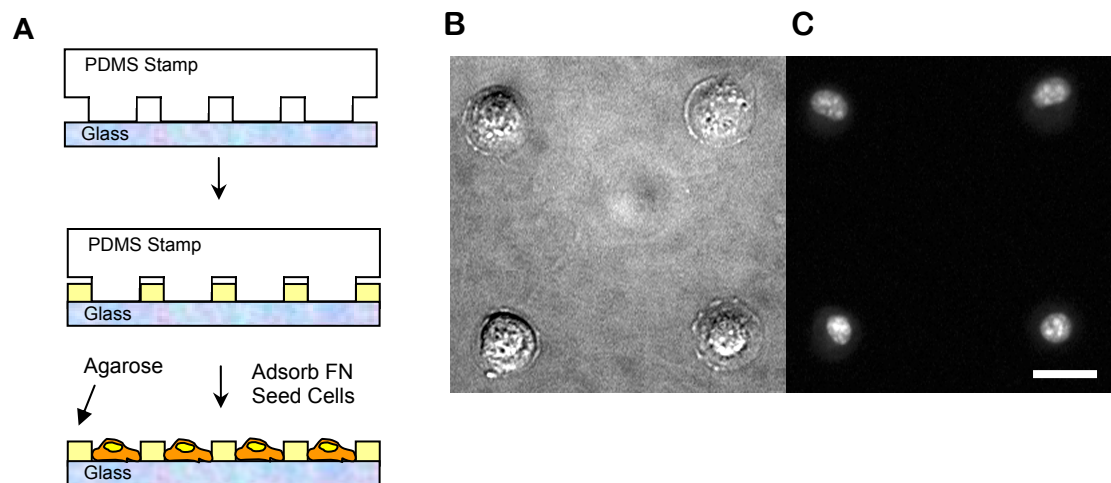 A
PDMS Stamp
Glass
PDMS Stamp
Glass
Agarose
Adsorb FN
Seed Cells
Glass
B
C